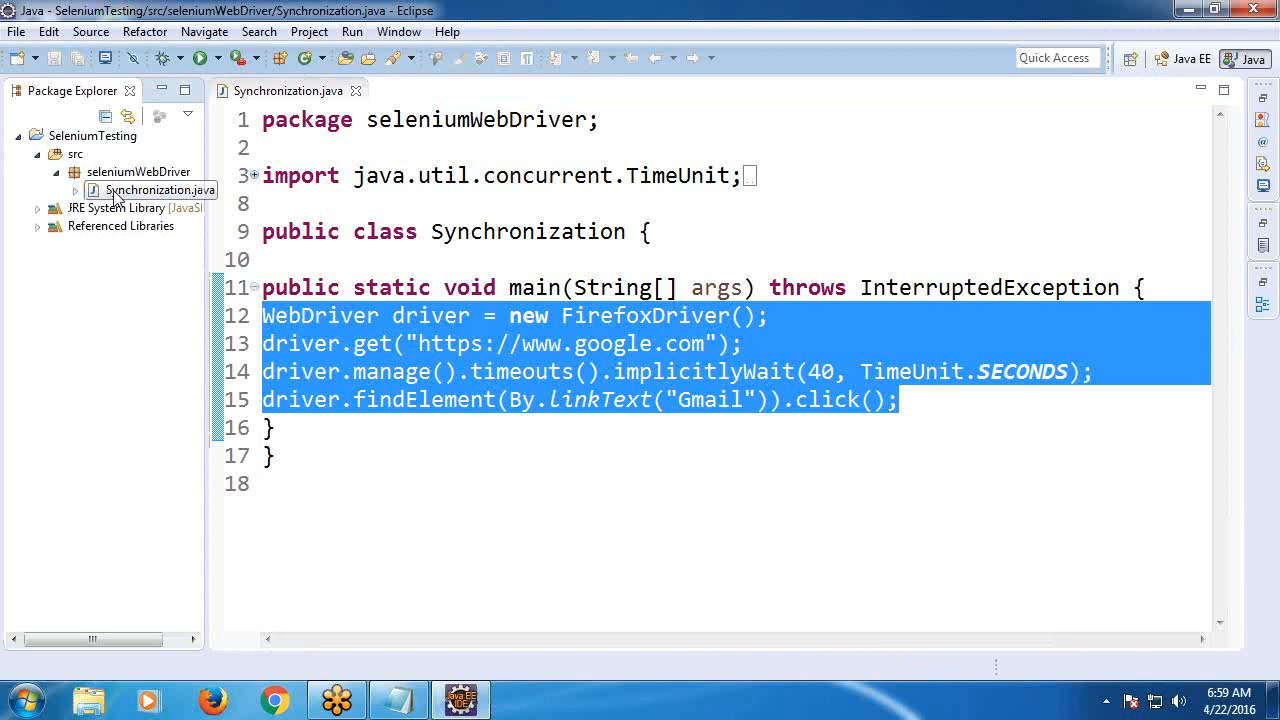 Java - SeleniumTesting/src/seleniumWebDriver/Synchronization.java - Eclipse
File Edit Source Refactor Navigate Search Project Run Window Help
Quick Access Java EE Java
Package Explorer
SeleniumTesting
src
seleniumWebDriver
Synchronization.java
JRE System Library [JavaS
Referenced Libraries
Synchronization.java
1 package seleniumWebDriver;
2
3 import java.util.concurrent.TimeUnit;
8
9 public class Synchronization {
10
11 public static void main(String[] args) throws InterruptedException {
12 WebDriver driver = new FirefoxDriver();
13 driver.get("https://www.google.com");
14 driver.manage().timeouts().implicitlyWait(40, TimeUnit.SECONDS);
15 driver.findElement(By.linkText("Gmail")).click();
16 }
17 }
18
Java EE
IDE
6:59 AM
4/22/2016